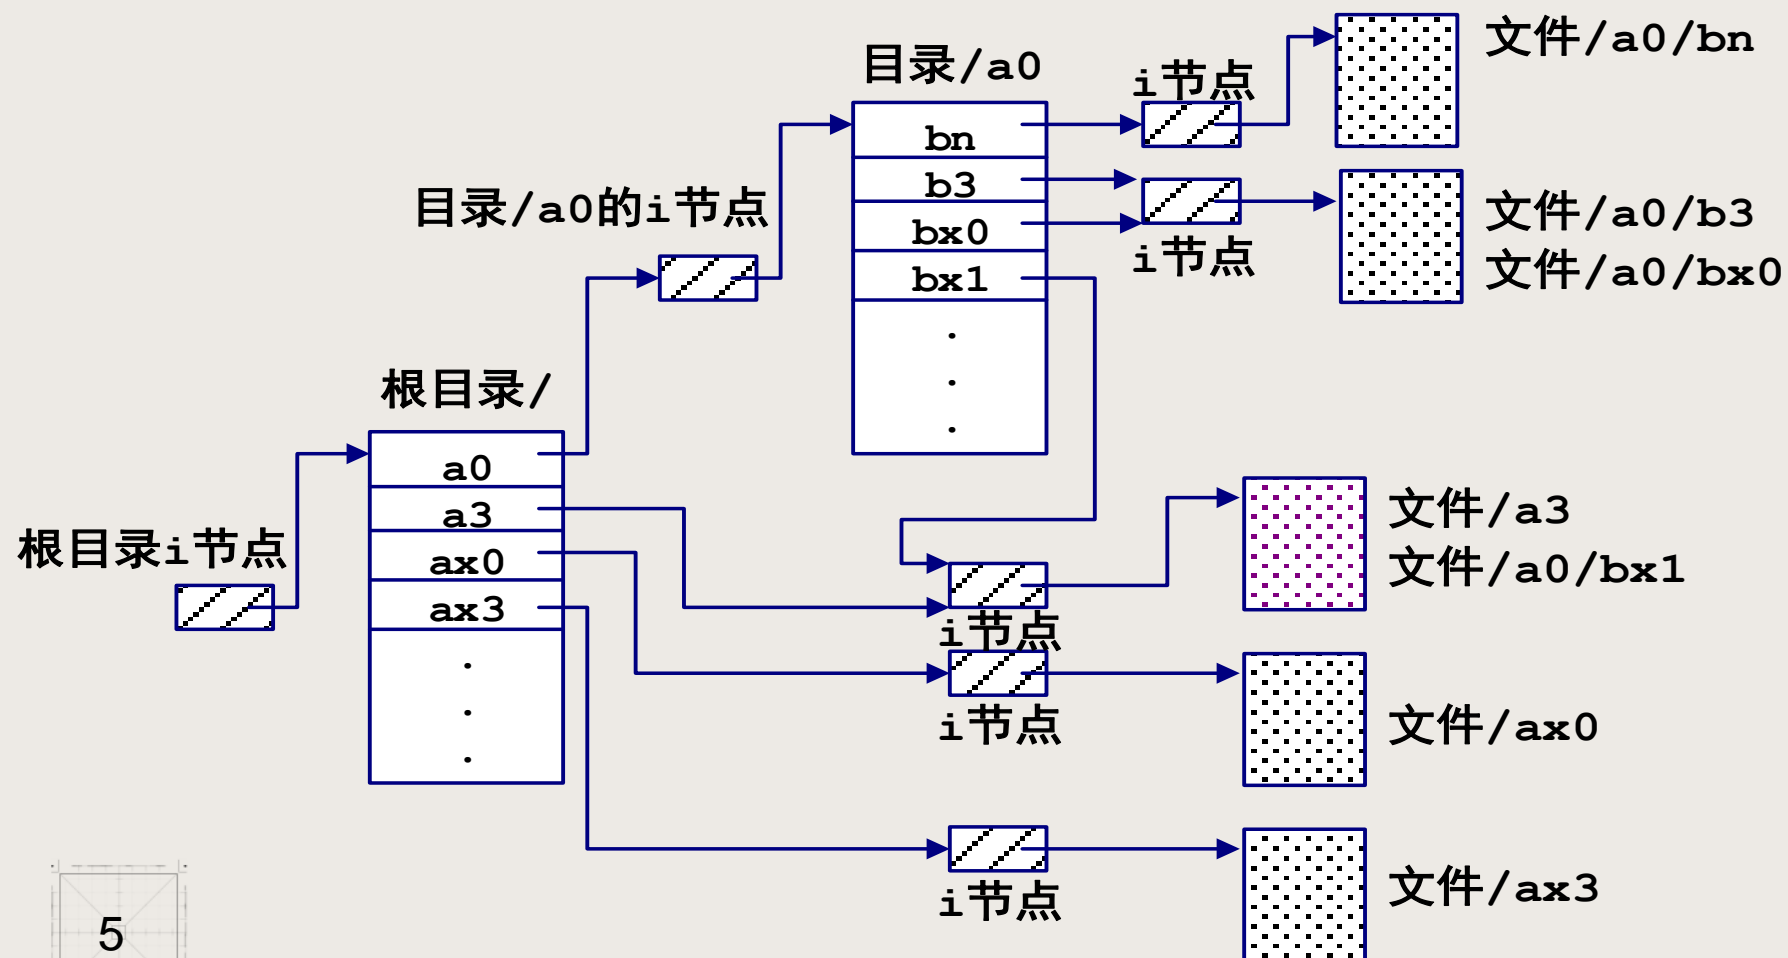 文件/a0/bn
目录/a0
i节点
bn
b3
bx0
bx1
.
.
.
i节点
文件/a0/b3
文件/a0/bx0
目录/a0的i节点
根目录/
a0
a3
ax0
ax3
.
.
.
根目录i节点
文件/a3
文件/a0/bx1
i节点
i节点
文件/ax0
i节点
文件/ax3
5